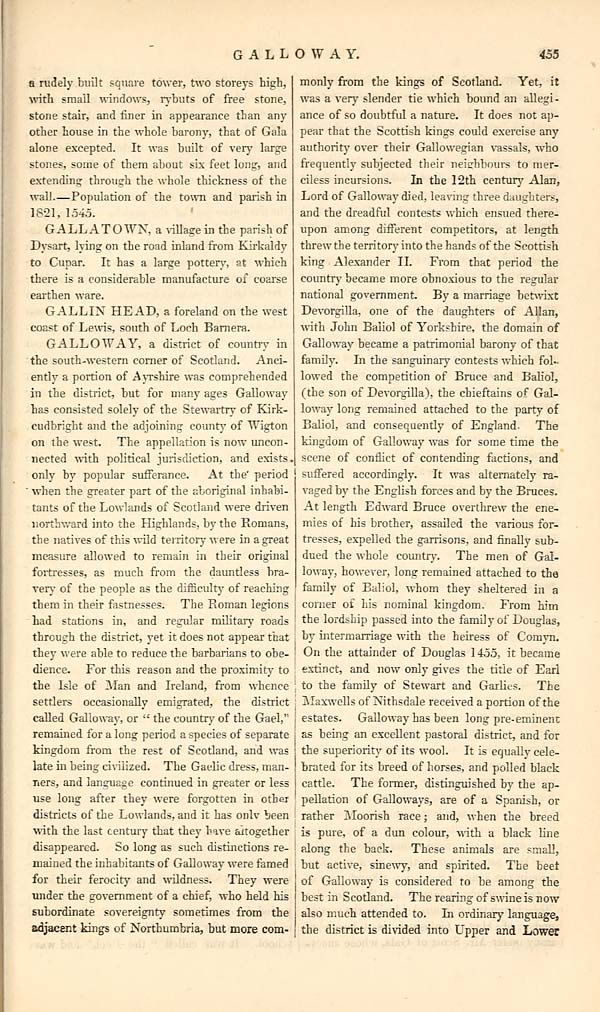 GALLOWAY.
455
a rudely built square tower, two storeys high,
with small windows, rybuts of free stone,
stone stair, and finer in appearance than any
other house in the whole barony, that of Gala
alone excepted. It was built of very large
stones, some of them about six feet long, and
extending through the whole thickness of the
wall.—Population of the town and parish in
1821, 1545.
GALLATOWN, a village in the parish of
Dysart, lying on the road inland from Kirkaldy
to Cupar. It has a large pottery, at which
there is a considerable manufacture of coarse
earthen ware.
GALLIN HEAD, a foreland on the west
coast of Lewis, south of Loch Barnera.
GALLOWAY, a district of country in
the south-western corner of Scotland. Anci-
ently a portion of Ayrshire was comprehended
in the district, but for many ages Galloway
has consisted solely of the Stewartry of Kirk-
cudbright and the adjoining county of Wigton
on the west. The appellation is now uncon-
nected with political jurisdiction, and exists
only by popular sufferance. At the period
when the greater part of the aboriginal inhabi-
tants of the Lowlands of Scotland were driven
northward into the Highlands, by the Romans,
the natives of this wild territory were in a great
measure allowed to remain in their original
fortresses, as much from the dauntless bra-
very of the people as the difficulty of reaching
them in their fastnesses. The Roman legions
had stations in, and regular military roads
through the district, yet it does not appear that
they were able to reduce the barbarians to obe-
dience. For this reason and the proximity to
the Isle of Man and Ireland, from whence
settlers occasionally emigrated, the district
called Galloway, or "the country of the Gael,"
remained for a long period a species of separate
kingdom from the rest of Scotland, and was
late in being civilized. The Gaelic dress, man-
ners, and language continued in greater or less
use long after they were forgotten in other
districts of the Lowlands, and it has only been
with the last century that they have altogether
disappeared. So long as such distinctions re-
mained the inhabitants of Galloway were famed
for their ferocity and wildness. They were
under the government of a chief, who held his
subordinate sovereignty sometimes from the
adjacent kings of Northumbria, but more com-
monly from the kings of Scotland. Yet, it
was a very slender tie which bound an allegi-
ance of so doubtful a nature. It does not ap-
pear that the Scottish kings could exercise any
authority over their Gallowegian vassals, who
frequently subjected their neighbours to mer-
ciless incursions. In the 12th century Alan,
Lord of Galloway died, leaving three daughters,
and the dreadful contests which ensued there-
upon among different competitors, at length
threw the territory into the hands of the Scottish
king Alexander II. From that period the
country became more obnoxious to the regular
national government. By a marriage betwixt
Devorgilla, one of the daughters of Allan,
with John Baliol of Yorkshire, the domain of
Galloway became a patrimonial barony of that
family. In the sanguinary contests which fol-
lowed the competition of Bruce and Baliol,
(the son of Devorgilla), the chieftains of Gal-
loway long remained attached to the party of
Baliol, and consequently of England. The
kingdom of Galloway was for some time the
scene of conflict of contending factions, and
suffered accordingly. It was alternately ra-
vaged by the English forces and by the Bruces.
At length Edward Bruce overthrew the ene-
mies of his brother, assailed the various for-
tresses, expelled the garrisons, and finally sub-
dued the whole country. The men of Gal-
loway, however, long remained attached to the
family of Baliol, whom they sheltered in a
corner of his nominal kingdom. From him
the lordship passed into the family of Douglas,
by intermarriage with the heiress of Comyn.
On the attainder of Douglas 1455, it became
extinct, and now only gives the title of Earl
to the family of Stewart and Garlies. The
Maxwells of Nithsdale received a portion of the
estates. Galloway has been long pre-eminent
as being an excellent pastoral district, and for
the superiority of its wool. It is equally cele-
brated for its breed of horses, and polled black
cattle. The former, distinguished by the ap-
pellation of Galloways, are of a Spanish, or
rather Moorish race; and, when the breed
is pure, of a dun colour, with a black line
along the back. These animals are small,
but active, sinewy, and spirited. The beef
of Galloway is considered to be among the
best in Scotland. The rearing of swine is now
also much attended to. In ordinary language,
the district is divided into Upper and Lower